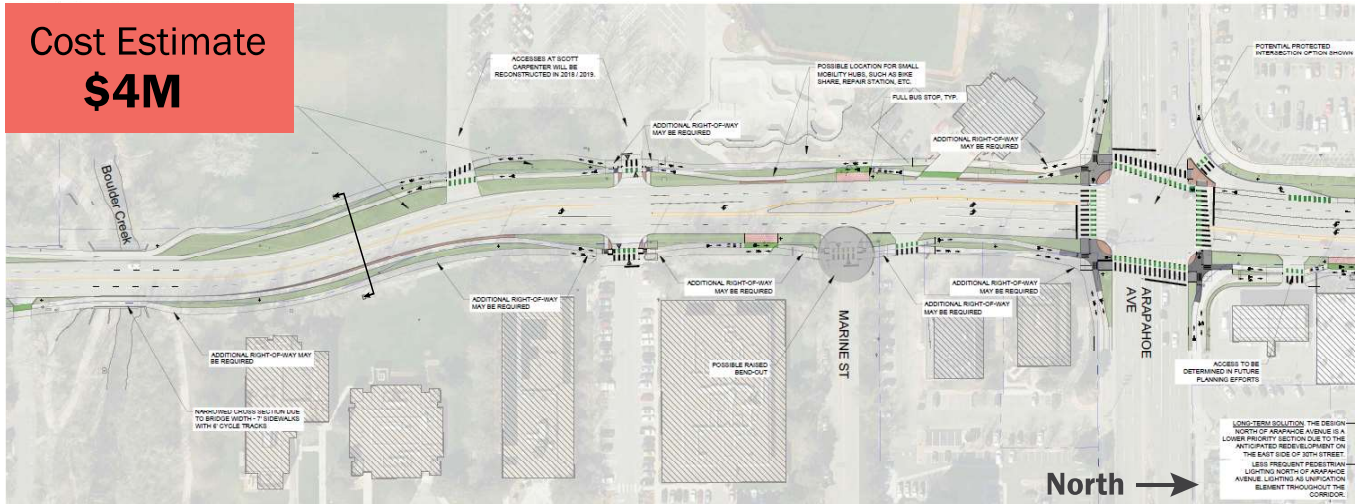 Cost Estimate
$4M
ACCESSES AT SCOTT
CARPENTER WILL BE
RECONSTRUCTED IN 2018 / 2019.
POSSIBLE LOCATION FOR SMALL
MOBILITY HUBS, SUCH AS BIKE
SHARE, REPAIR STATION, ETC.
FULL BUS STOP, TYP.
POTENTIAL PROTECTED
INTERSECTION OPTION SHOWN
ADDITIONAL RIGHT-OF-WAY
MAY BE REQUIRED
ADDITIONAL RIGHT-OF-WAY
MAY BE REQUIRED
Boulder Creek
ADDITIONAL RIGHT-OF-WAY
MAY BE REQUIRED
ADDITIONAL RIGHT-OF-WAY
MAY BE REQUIRED
ADDITIONAL RIGHT-OF-WAY
MAY BE REQUIRED
ADDITIONAL RIGHT-OF-WAY
MAY BE REQUIRED
MARINE ST
ARAPAHOE
AVE
ADDITIONAL RIGHT-OF-WAY MAY
BE REQUIRED
POSSIBLE RAISED
BEND-OUT
ACCESS TO BE
DETERMINED IN FUTURE
PLANNING EFFORTS
NARROWED CROSS SECTION DUE
TO BRIDGE WIDTH - 7' SIDEWALKS
WITH 6' CYCLE TRACKS
LONG-TERM SOLUTION. THE DESIGN
NORTH OF ARAPAHOE AVENUE IS A
LOWER PRIORITY SECTION DUE TO THE
ANTICIPATED REDEVELOPMENT ON
THE EAST SIDE OF 30TH STREET.
LESS FREQUENT PEDESTRIAN
LIGHTING NORTH OF ARAPAHOE
AVENUE. LIGHTING AS UNIFICATION
ELEMENT TRHOUGHOUT THE
CORRIDOR.
North